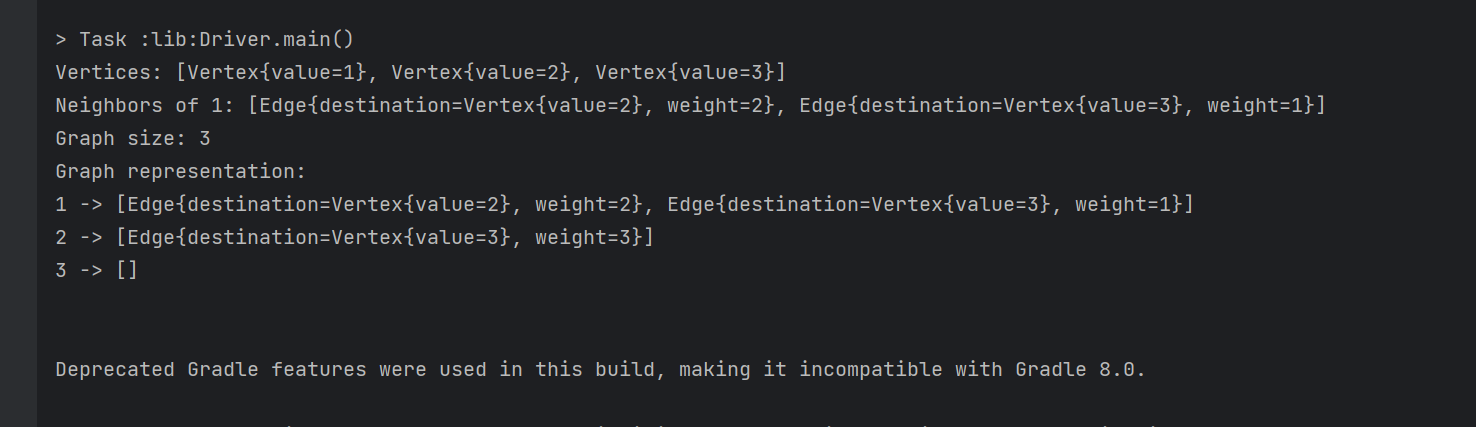 > Task :lib:Driver.main()
Vertices: [Vertex{value=1}, Vertex{value=2}, Vertex{value=3}]
Neighbors of 1: [Edge{destination=Vertex{value=2}, weight=2}, Edge{destination=Vertex{value=3}, weight=1}]
Graph size: 3
Graph representation:
1 -> [Edge{destination=Vertex{value=2}, weight=2}, Edge{destination=Vertex{value=3}, weight=1}]
2 -> [Edge{destination=Vertex{value=3}, weight=3}]
3 -> []
Deprecated Gradle features were used in this build, making it incompatible with Gradle 8.0.